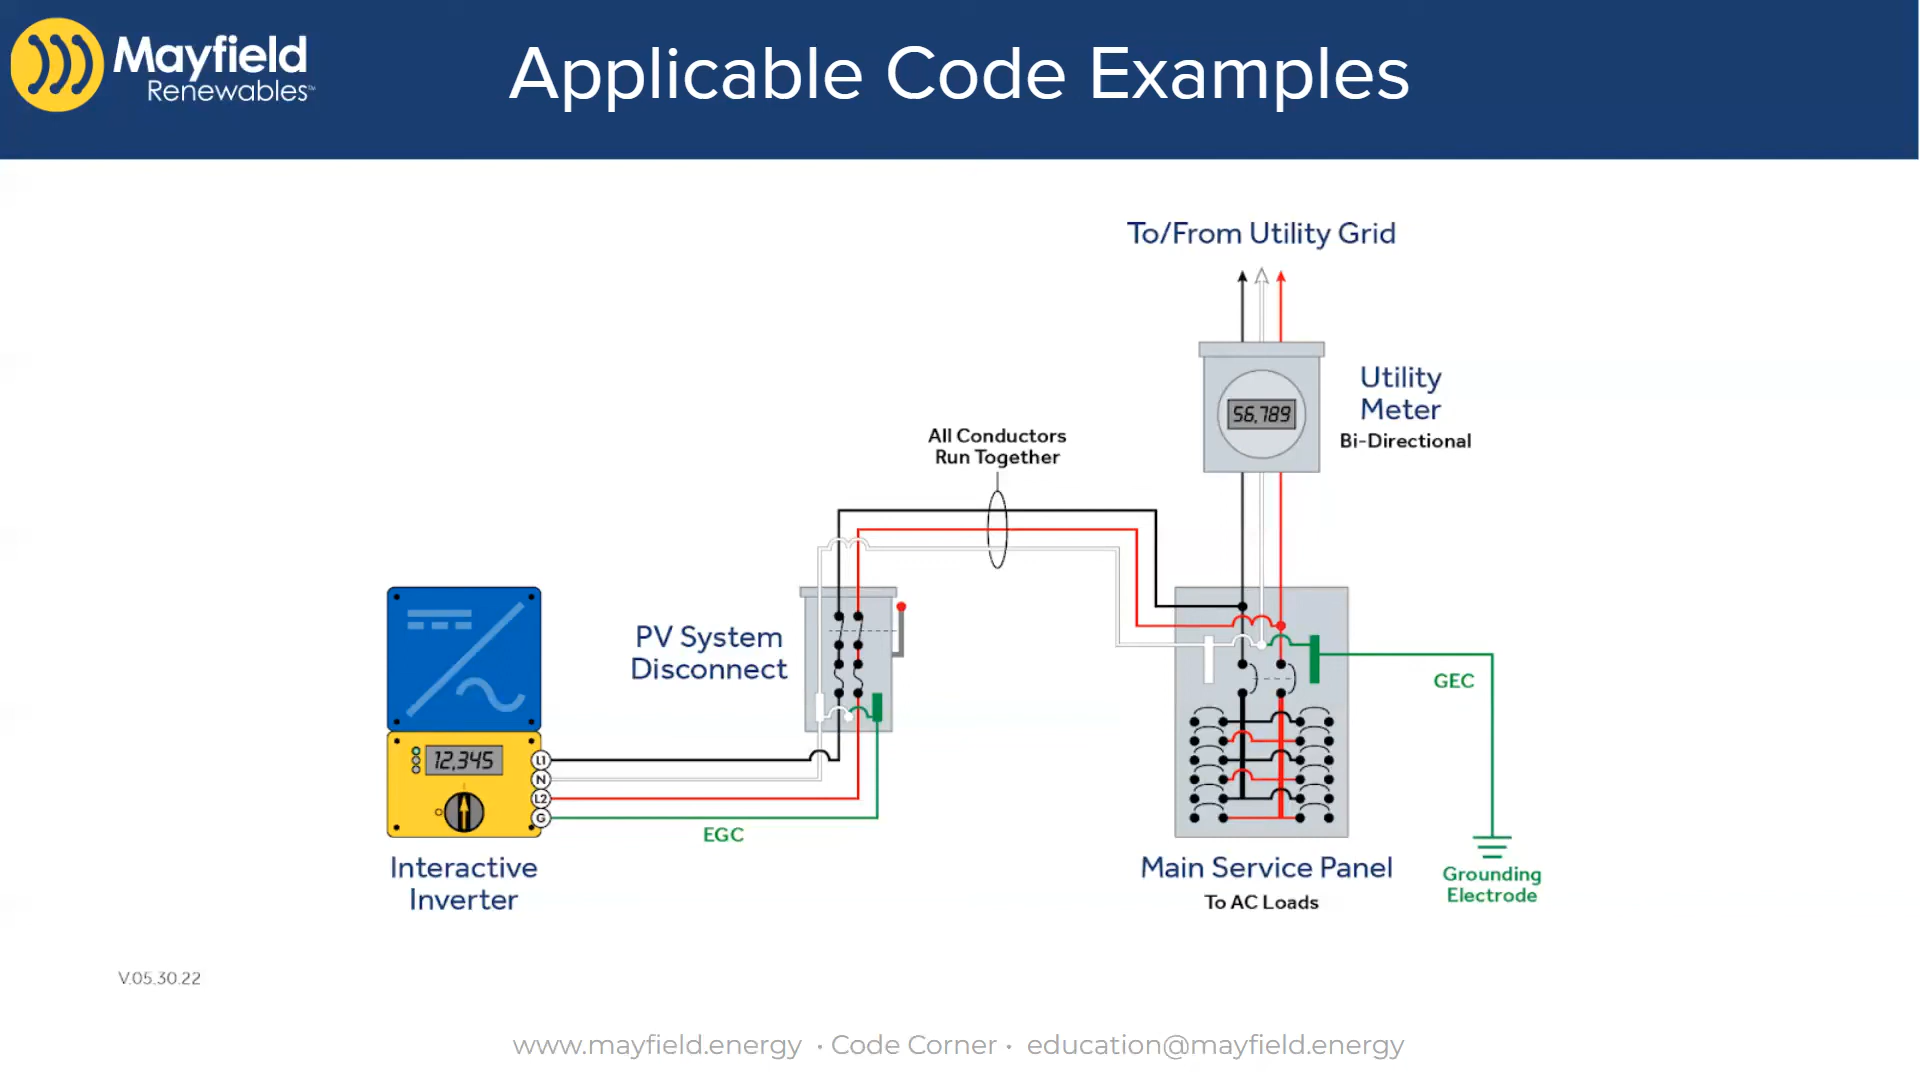 Mayfield
Renewables™
Applicable Code Examples
To/From Utility Grid
56,789
Utility
Meter
Bi-Directional
All Conductors
Run Together
PV System
Disconnect
GEC
12,345
L1
N
L2
G
EGC
Interactive
Inverter
Main Service Panel
To AC Loads
Grounding
Electrode
V.05.30.22
www.mayfield.energy · Code Corner · education@mayfield.energy